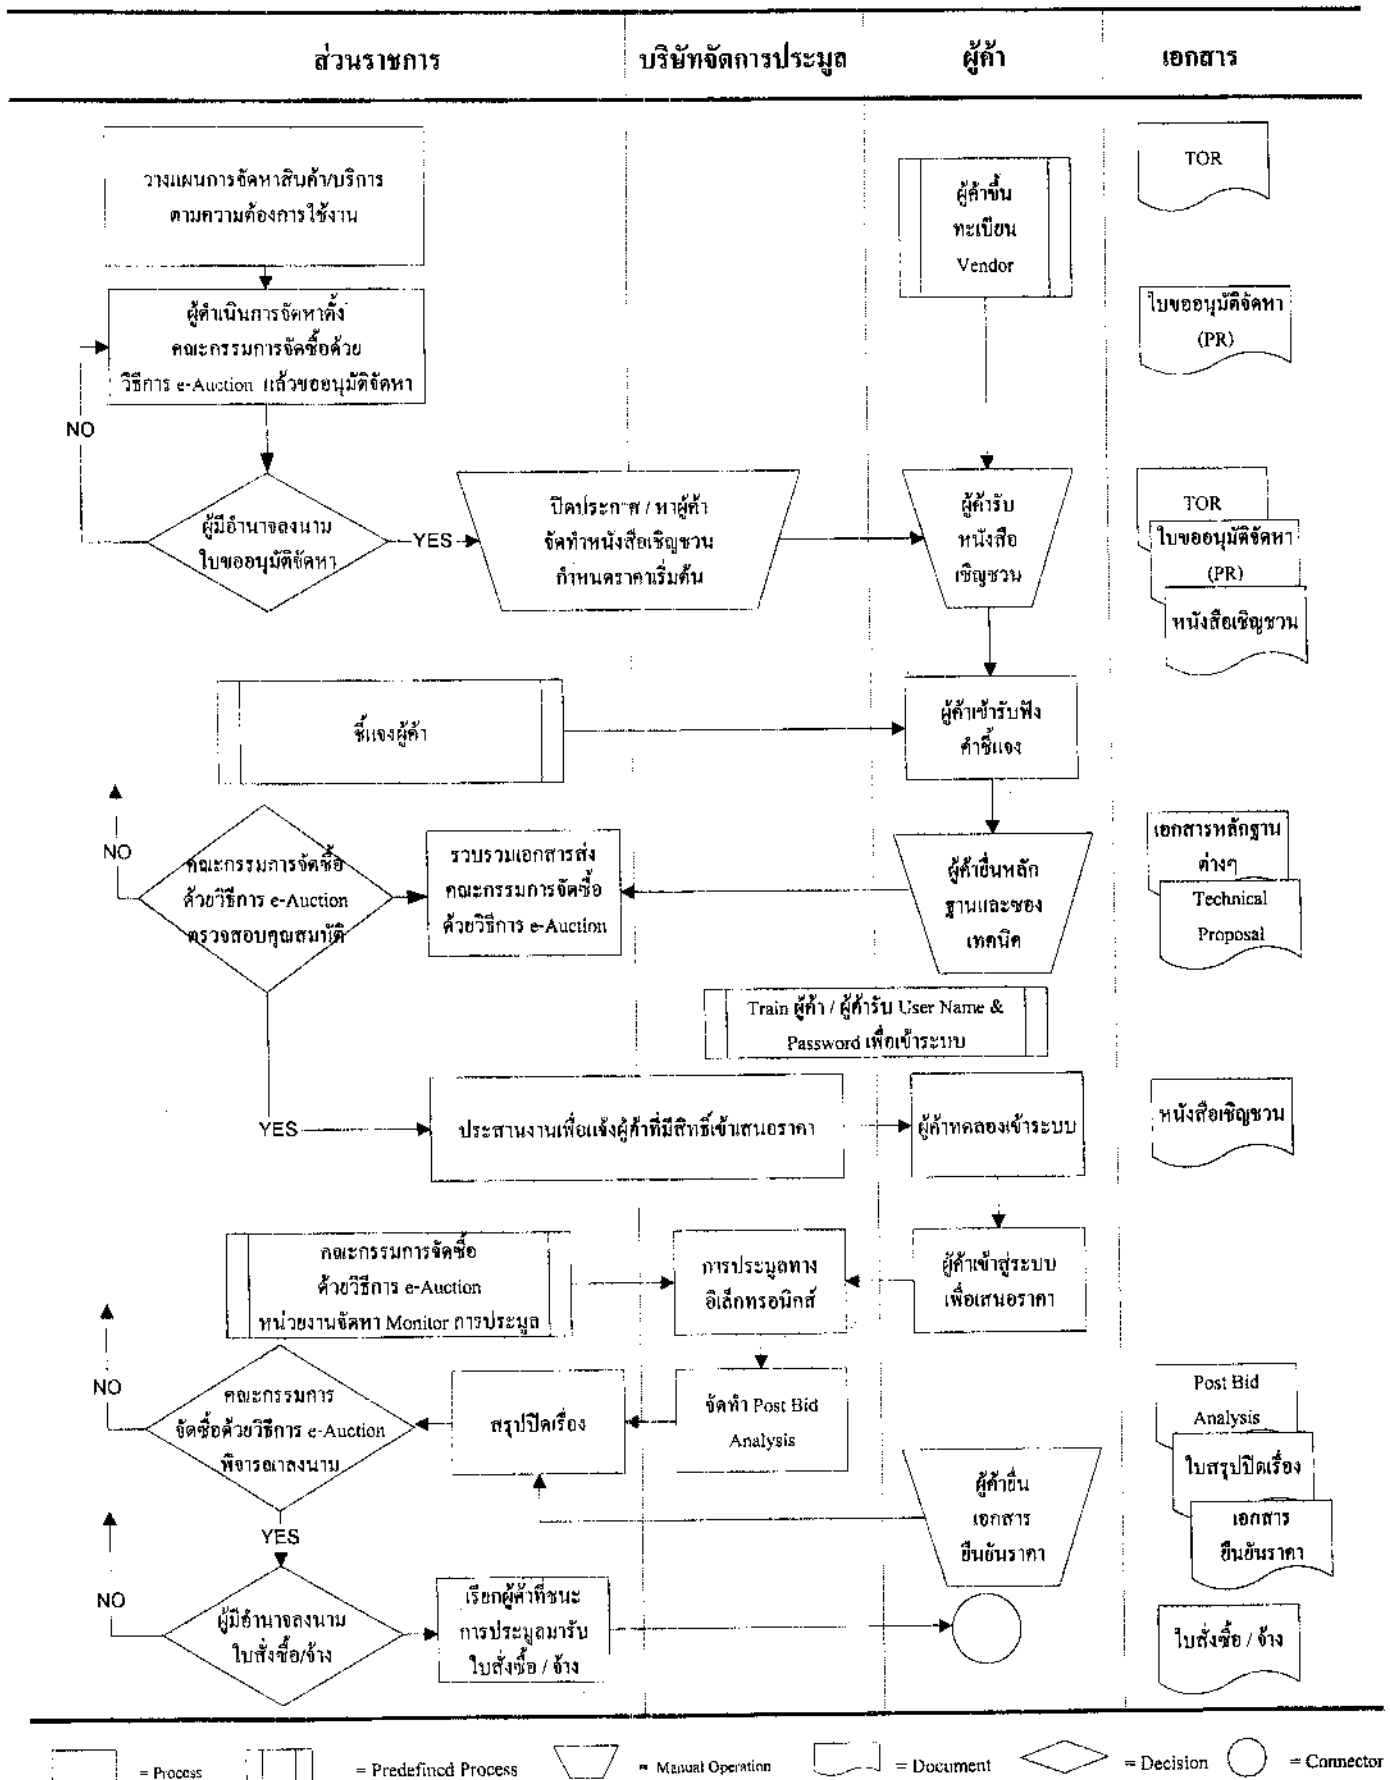 ส่วนราชการ
บริษัทจัดการประมูล
ผู้ค้า
เอกสาร
วางแผนการจัดหาสินค้า/บริการ
ตามความต้องการใช้งาน
ผู้ค้าขึ้น
ทะเบียน
Vendor
TOR
ผู้ดำเนินการจัดหาตั้ง
คณะกรรมการจัดซื้อด้วย
วิธีการ e-Auction แล้วขออนุมัติจัดหา
ใบขออนุมัติจัดหา
(PR)
NO
ผู้มีอำนาจลงนาม
ใบขออนุมัติจัดหา
YES
ปิดประกาศ / หาผู้ค้า
จัดทำหนังสือเชิญชวน
กำหนดราคาเริ่มต้น
ผู้ค้ารับ
หนังสือ
เชิญชวน
TOR
ใบขออนุมัติจัดหา
(PR)
หนังสือเชิญชวน
ชี้แจงผู้ค้า
ผู้ค้าเข้ารับฟัง
คำชี้แจง
NO
คณะกรรมการจัดซื้อ
ด้วยวิธีการ e-Auction
ตรวจสอบคุณสมบัติ
รวบรวมเอกสารส่ง
คณะกรรมการจัดซื้อ
ด้วยวิธีการ e-Auction
ผู้ค้ายื่นหลัก
ฐานและซอง
เทคนิค
เอกสารหลักฐาน
ต่างๆ
Technical
Proposal
Train ผู้ค้า / ผู้ค้ารับ User Name &
Password เพื่อเข้าระบบ
YES
ประสานงานเพื่อแจ้งผู้ค้าที่มีสิทธิ์เข้าเสนอราคา
ผู้ค้าทดลองเข้าระบบ
หนังสือเชิญชวน
คณะกรรมการจัดซื้อ
ด้วยวิธีการ e-Auction
หน่วยงานจัดหา Monitor การประมูล
การประมูลทาง
อิเล็กทรอนิกส์
ผู้ค้าเข้าสู่ระบบ
เพื่อเสนอราคา
NO
คณะกรรมการ
จัดซื้อด้วยวิธีการ e-Auction
พิจารณาลงนาม
สรุปปิดเรื่อง
จัดทำ Post Bid
Analysis
Post Bid
Analysis
ใบสรุปปิดเรื่อง
เอกสาร
ยืนยันราคา
ผู้ค้ายื่น
เอกสาร
ยืนยันราคา
YES
NO
ผู้มีอำนาจลงนาม
ใบสั่งซื้อ/จ้าง
เรียกผู้ค้าที่ชนะ
การประมูลมารับ
ใบสั่งซื้อ / จ้าง
ใบสั่งซื้อ / จ้าง
= Process
= Predefined Process
= Manual Operation
= Document
= Decision
= Connector